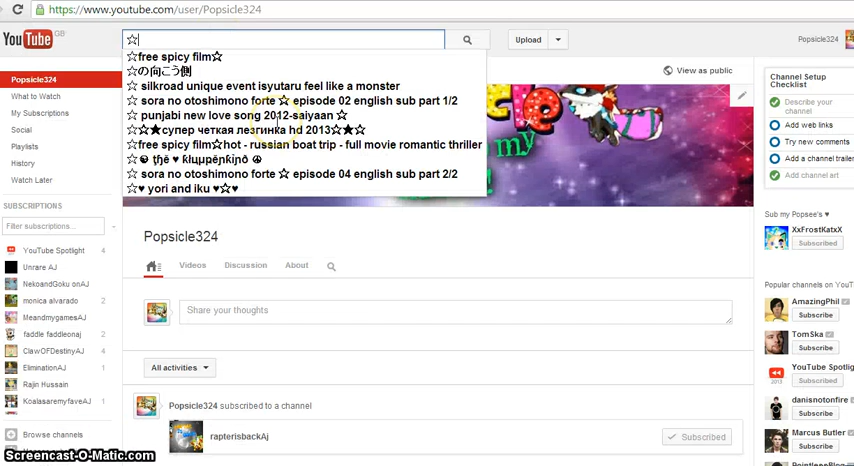 https://www.youtube.com/user/Popsicle324
YouTube GB
☆
Upload
Popsicle324
☆free spicy film☆
☆の向こう側
☆ silkroad unique event isyutaru feel like a monster
☆ sora no otoshimono forte ☆ episode 02 english sub part 1/2
☆ punjabi new love song 2012-saiyaan ☆
☆☆★супер четкая лезгинка hd 2013☆★☆
☆free spicy film☆hot - russian boat trip - full movie romantic thriller
☆ sora no otoshimono forte ☆ episode 04 english sub part 2/2
☆♥ yori and iku ♥☆♥
View as public
my
Popsicle324
What to Watch
My Subscriptions
Social
Playlists
History
Watch Later
SUBSCRIPTIONS
Filter subscriptions...
YouTube Spotlight 4
Unrare AJ
NekoandGoku onAJ
monica alvarado 2
MeandmygamesAJ
faddle faddleonaj 2
ClawOFDestinyAJ 4
EliminationAJ 1
Rajin Hussain
KoalasaremyfaveAJ 1
Browse channels
Popsicle324
Videos
Discussion
About
Share your thoughts
All activities
Popsicle324 subscribed to a channel
rapterisbackAj
Subscribed
Channel Setup
Checklist
Describe your
channel
Add web links
Try new comments
Add a channel trailer
Add channel art
Sub my Popsee's ♥
XxFrostKatxX
Subscribed
Popular channels on YouT
AmazingPhil
Subscribe
TomSka
Subscribe
YouTube Spotlight
Subscribed
danisnotonfire
Subscribe
Marcus Butler
Subscribe
Screencast-O-Matic.com